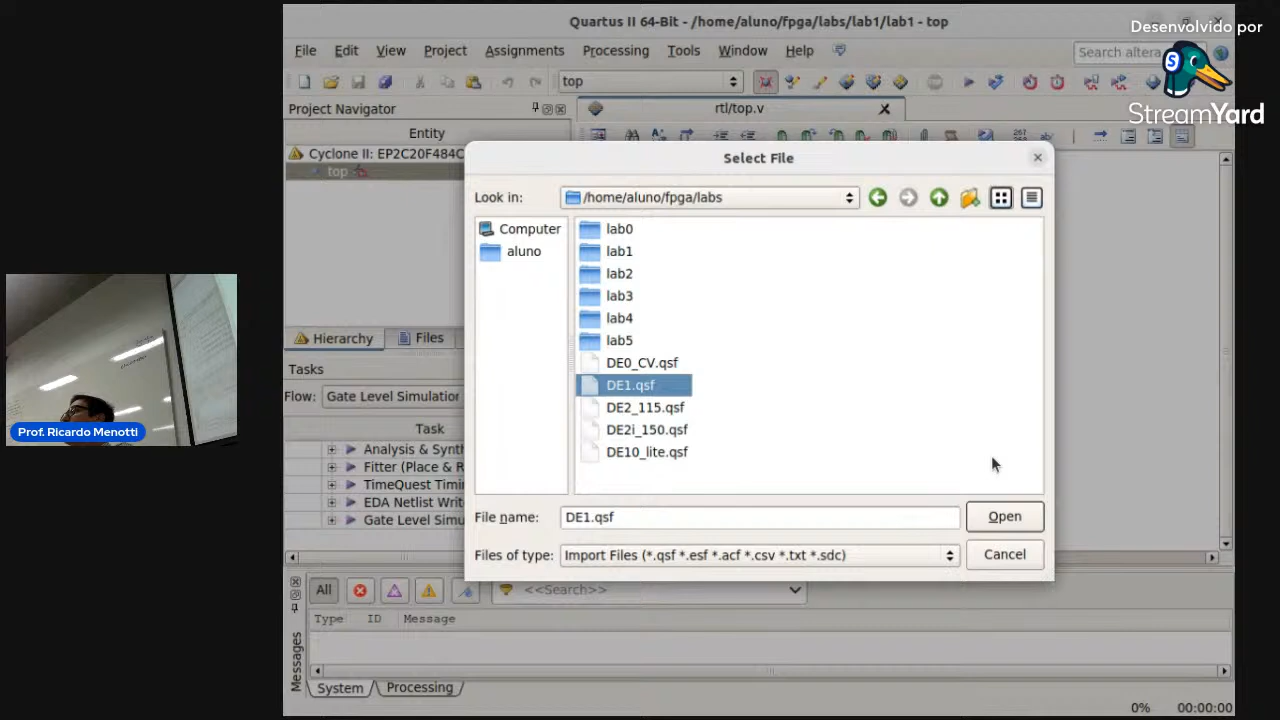 Quartus II 64-Bit - /home/aluno/fpga/labs/lab1/lab1 - top
Desenvolvido por
StreamYard
File Edit View Project Assignments Processing Tools Window Help
Search altera
top
Project Navigator
rtl/top.v
Entity
Cyclone II: EP2C20F484C
top
Select File
Look in:
/home/aluno/fpga/labs
Computer
aluno
lab0
lab1
lab2
lab3
lab4
lab5
DE0_CV.qsf
DE1.qsf
DE2_115.qsf
DE2i_150.qsf
DE10_lite.qsf
File name:
DE1.qsf
Open
Files of type:
Import Files (*.qsf *.esf *.acf *.csv *.txt *.sdc)
Cancel
Hierarchy
Files
Tasks
Flow:
Gate Level Simulation
Task
Analysis & Synth
Fitter (Place & R
TimeQuest Timin
EDA Netlist Write
Gate Level Simu
Prof. Ricardo Menotti
All
<<Search>>
Type ID Message
Messages
System
Processing
0% 00:00:00